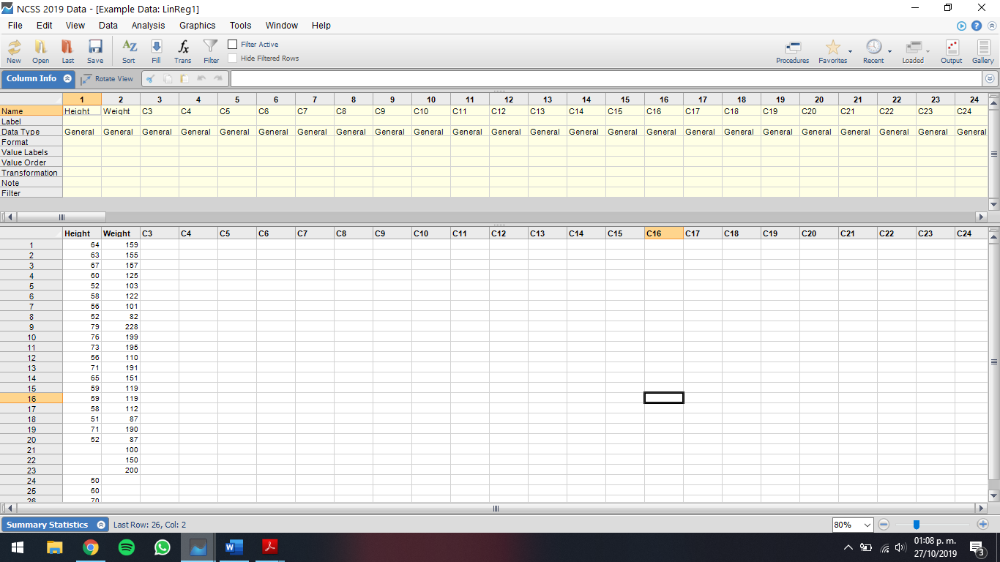 NCSS 2019 Data - [Example Data: LinReg1]
File Edit View Data Analysis Graphics Tools Window Help
New Open Last Save Sort Fill Trans Filter Filter Active Hide Filtered Rows Procedures Favorites Recent Loaded Output Gallery
Column Info Rotate View
1 2 3 4 5 6 7 8 9 10 11 12 13 14 15 16 17 18 19 20 21 22 23 24
Name Height Weight C3 C4 C5 C6 C7 C8 C9 C10 C11 C12 C13 C14 C15 C16 C17 C18 C19 C20 C21 C22 C23 C24
Label
Data Type General General General General General General General General General General General General General General General General General General General General General General General General
Format
Value Labels
Value Order
Transformation
Note
Filter
Height Weight C3 C4 C5 C6 C7 C8 C9 C10 C11 C12 C13 C14 C15 C16 C17 C18 C19 C20 C21 C22 C23 C24
1 64 159
2 63 155
3 67 157
4 60 125
5 52 103
6 58 122
7 56 101
8 52 82
9 79 228
10 76 199
11 73 195
12 56 110
13 71 191
14 65 151
15 59 119
16 59 119
17 58 112
18 51 87
19 71 190
20 52 87
21 100
22 150
23 200
24 50
25 60
26 70
Summary Statistics Last Row: 26, Col: 2 80%
01:08 p. m.
27/10/2019
3